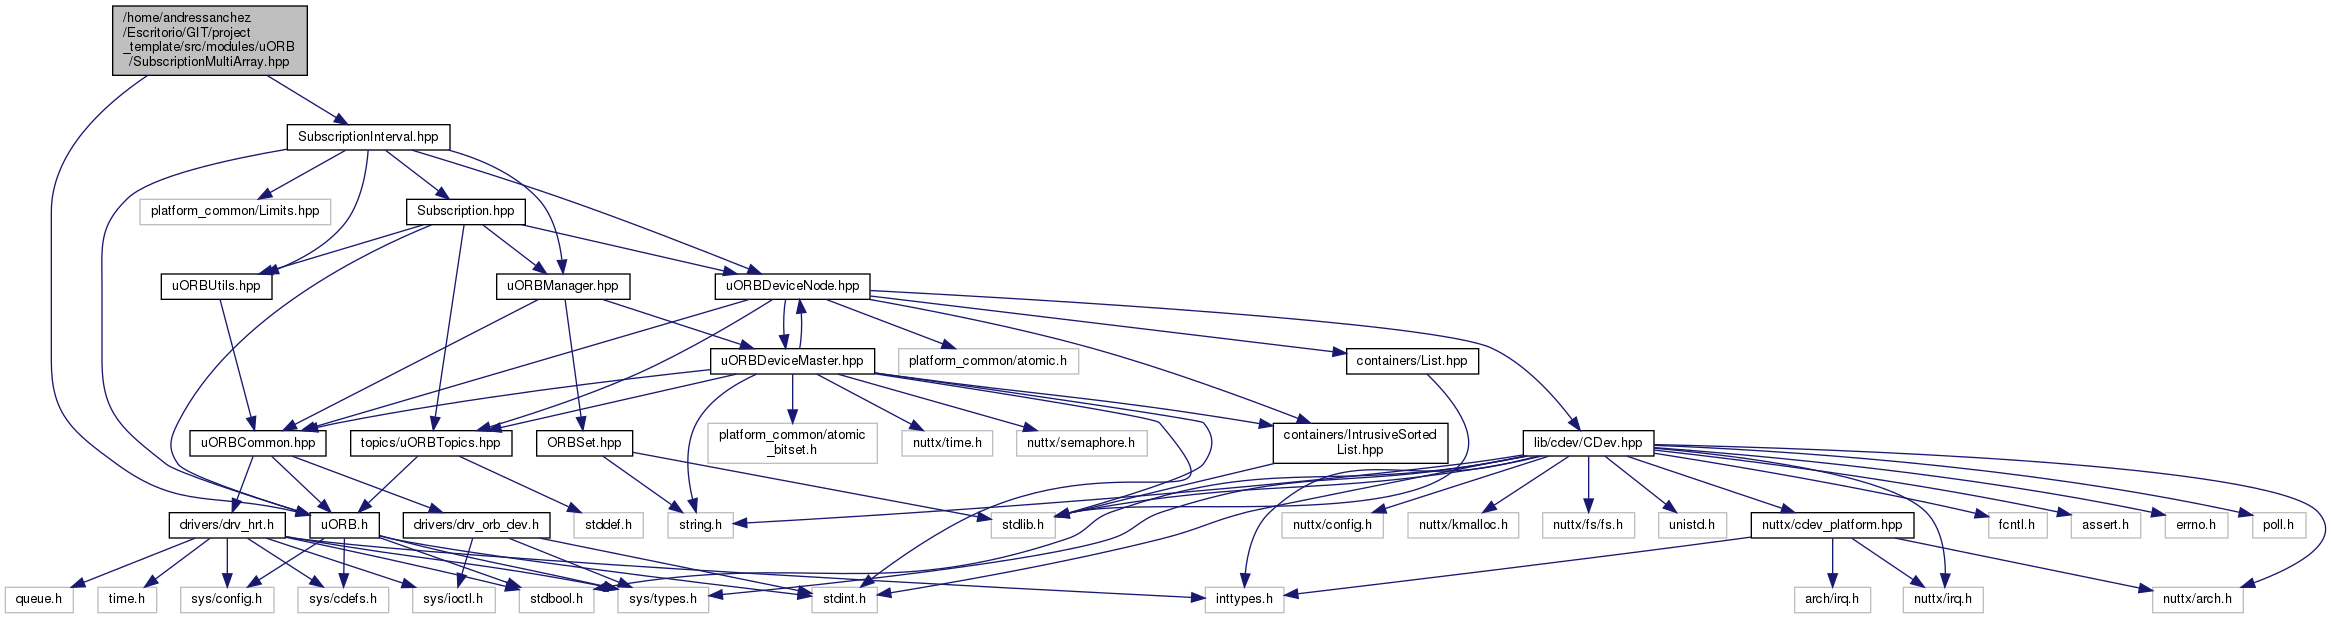 /home/andressanchez
/Escritorio/GIT/project
_template/src/modules/uORB
/SubscriptionMultiArray.hpp
SubscriptionInterval.hpp
platform_common/Limits.hpp
Subscription.hpp
uORBUtils.hpp
uORBManager.hpp
uORBDeviceNode.hpp
uORBDeviceMaster.hpp
platform_common/atomic.h
containers/List.hpp
uORBCommon.hpp
topics/uORBTopics.hpp
ORBSet.hpp
platform_common/atomic
_bitset.h
nuttx/time.h
nuttx/semaphore.h
containers/IntrusiveSorted
List.hpp
lib/cdev/CDev.hpp
drivers/drv_hrt.h
uORB.h
drivers/drv_orb_dev.h
stddef.h
string.h
stdlib.h
nuttx/config.h
nuttx/kmalloc.h
nuttx/fs/fs.h
unistd.h
nuttx/cdev_platform.hpp
fcntl.h
assert.h
errno.h
poll.h
queue.h
time.h
sys/config.h
sys/cdefs.h
sys/ioctl.h
stdbool.h
sys/types.h
stdint.h
inttypes.h
arch/irq.h
nuttx/irq.h
nuttx/arch.h